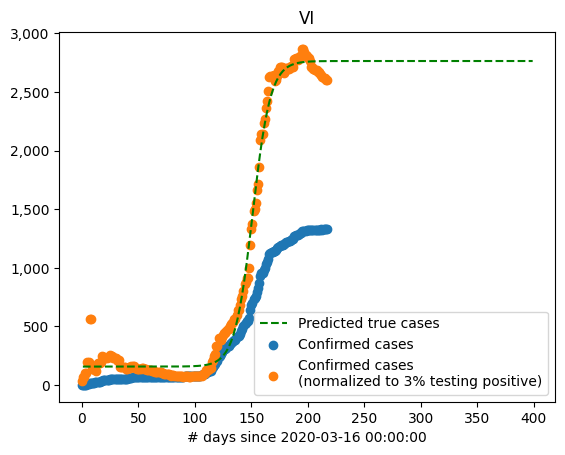 VI
3,000
2,500
2,000
1,500
1,000
500
0
0 50 100 150 200 250 300 350 400
# days since 2020-03-16 00:00:00
Predicted true cases
Confirmed cases
Confirmed cases
(normalized to 3% testing positive)